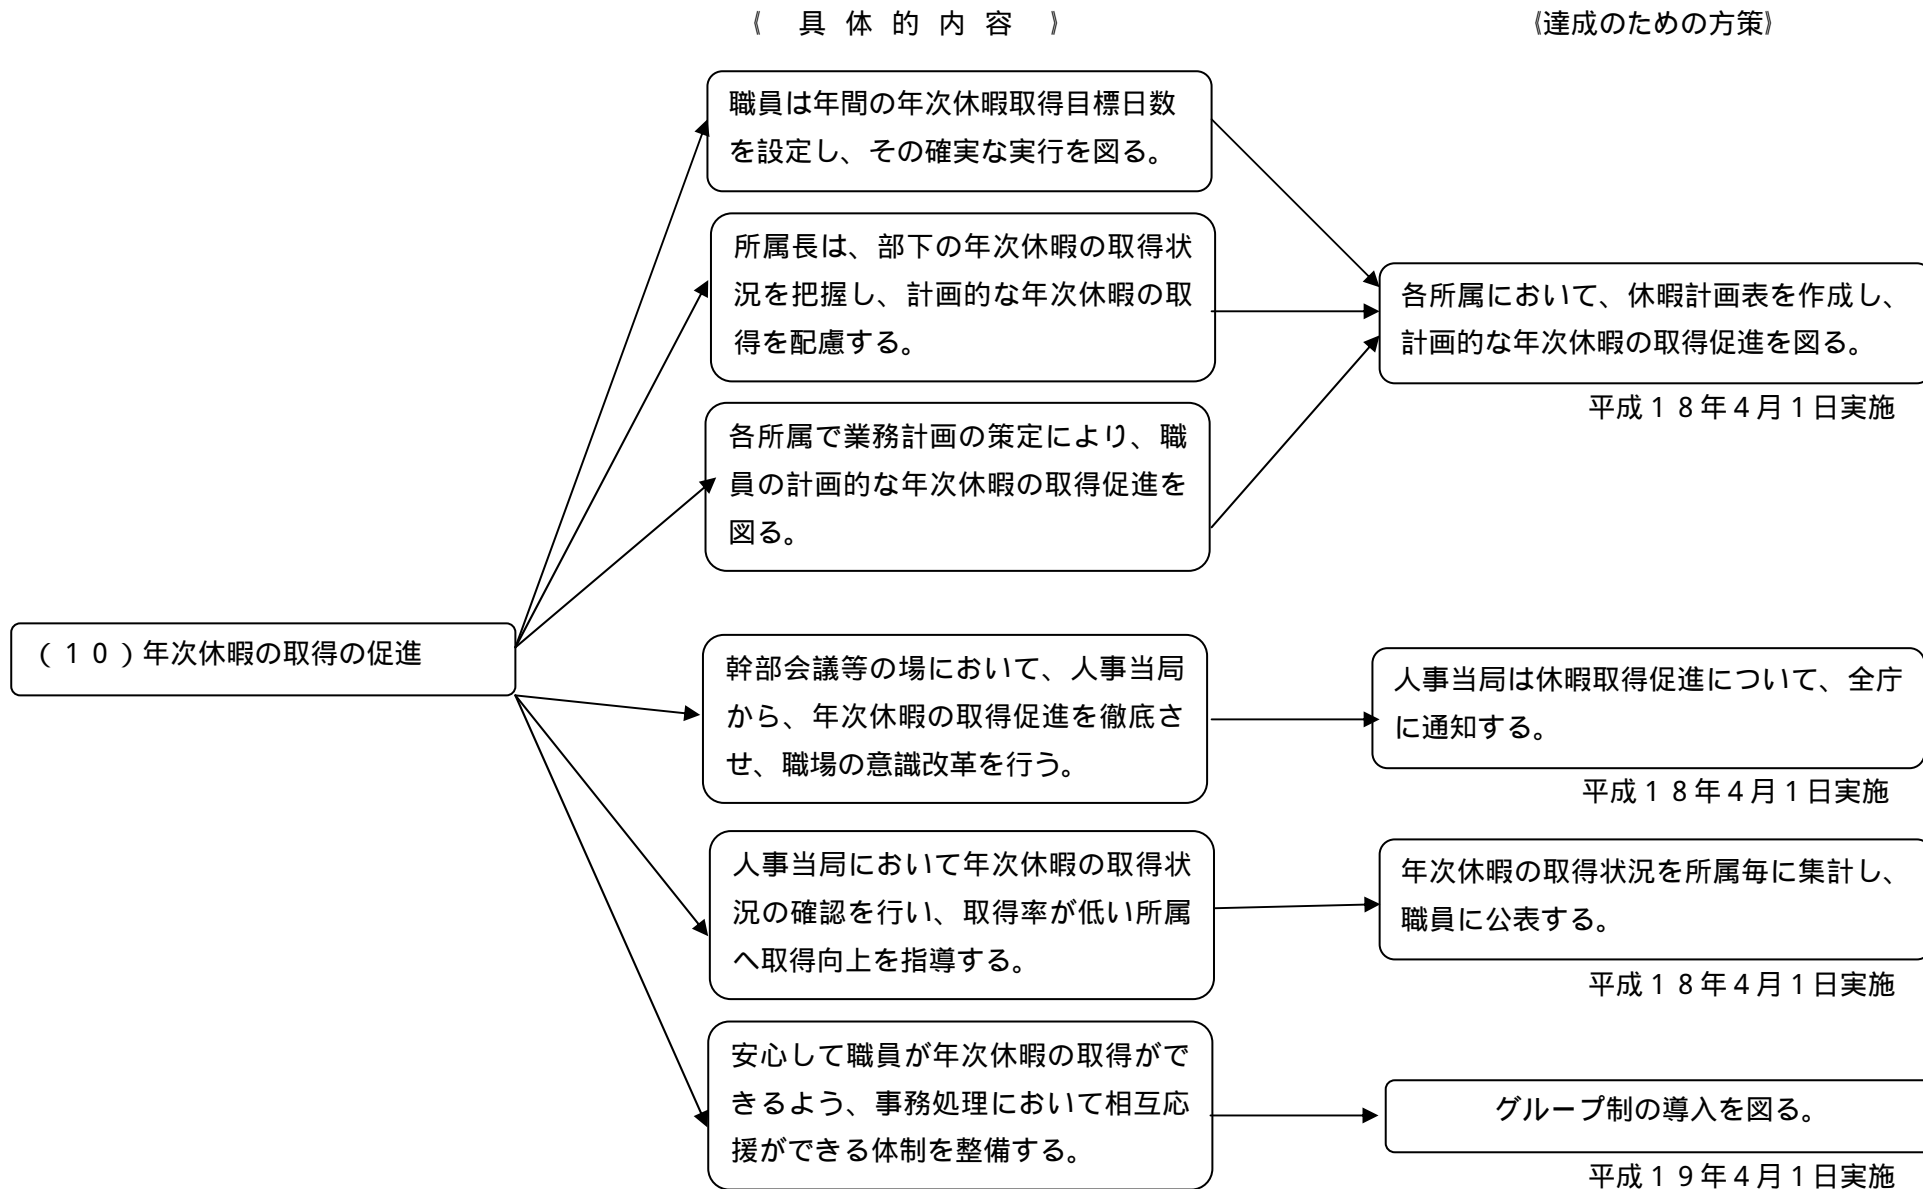 《　具 体 的 内 容　》
《達成のための方策》
職員は年間の年次休暇取得目標日数
を設定し、その確実な実行を図る。
所属長は、部下の年次休暇の取得状
況を把握し、計画的な年次休暇の取
得を配慮する。
各所属において、休暇計画表を作成し、
計画的な年次休暇の取得促進を図る。
平成１８年４月１日実施
各所属で業務計画の策定により、職
員の計画的な年次休暇の取得促進を
図る。
（１０）年次休暇の取得の促進
幹部会議等の場において、人事当局
から、年次休暇の取得促進を徹底さ
せ、職場の意識改革を行う。
人事当局は休暇取得促進について、全庁
に通知する。
平成１８年４月１日実施
人事当局において年次休暇の取得状
況の確認を行い、取得率が低い所属
へ取得向上を指導する。
年次休暇の取得状況を所属毎に集計し、
職員に公表する。
平成１８年４月１日実施
安心して職員が年次休暇の取得がで
きるよう、事務処理において相互応
援ができる体制を整備する。
グループ制の導入を図る。
平成１９年４月１日実施